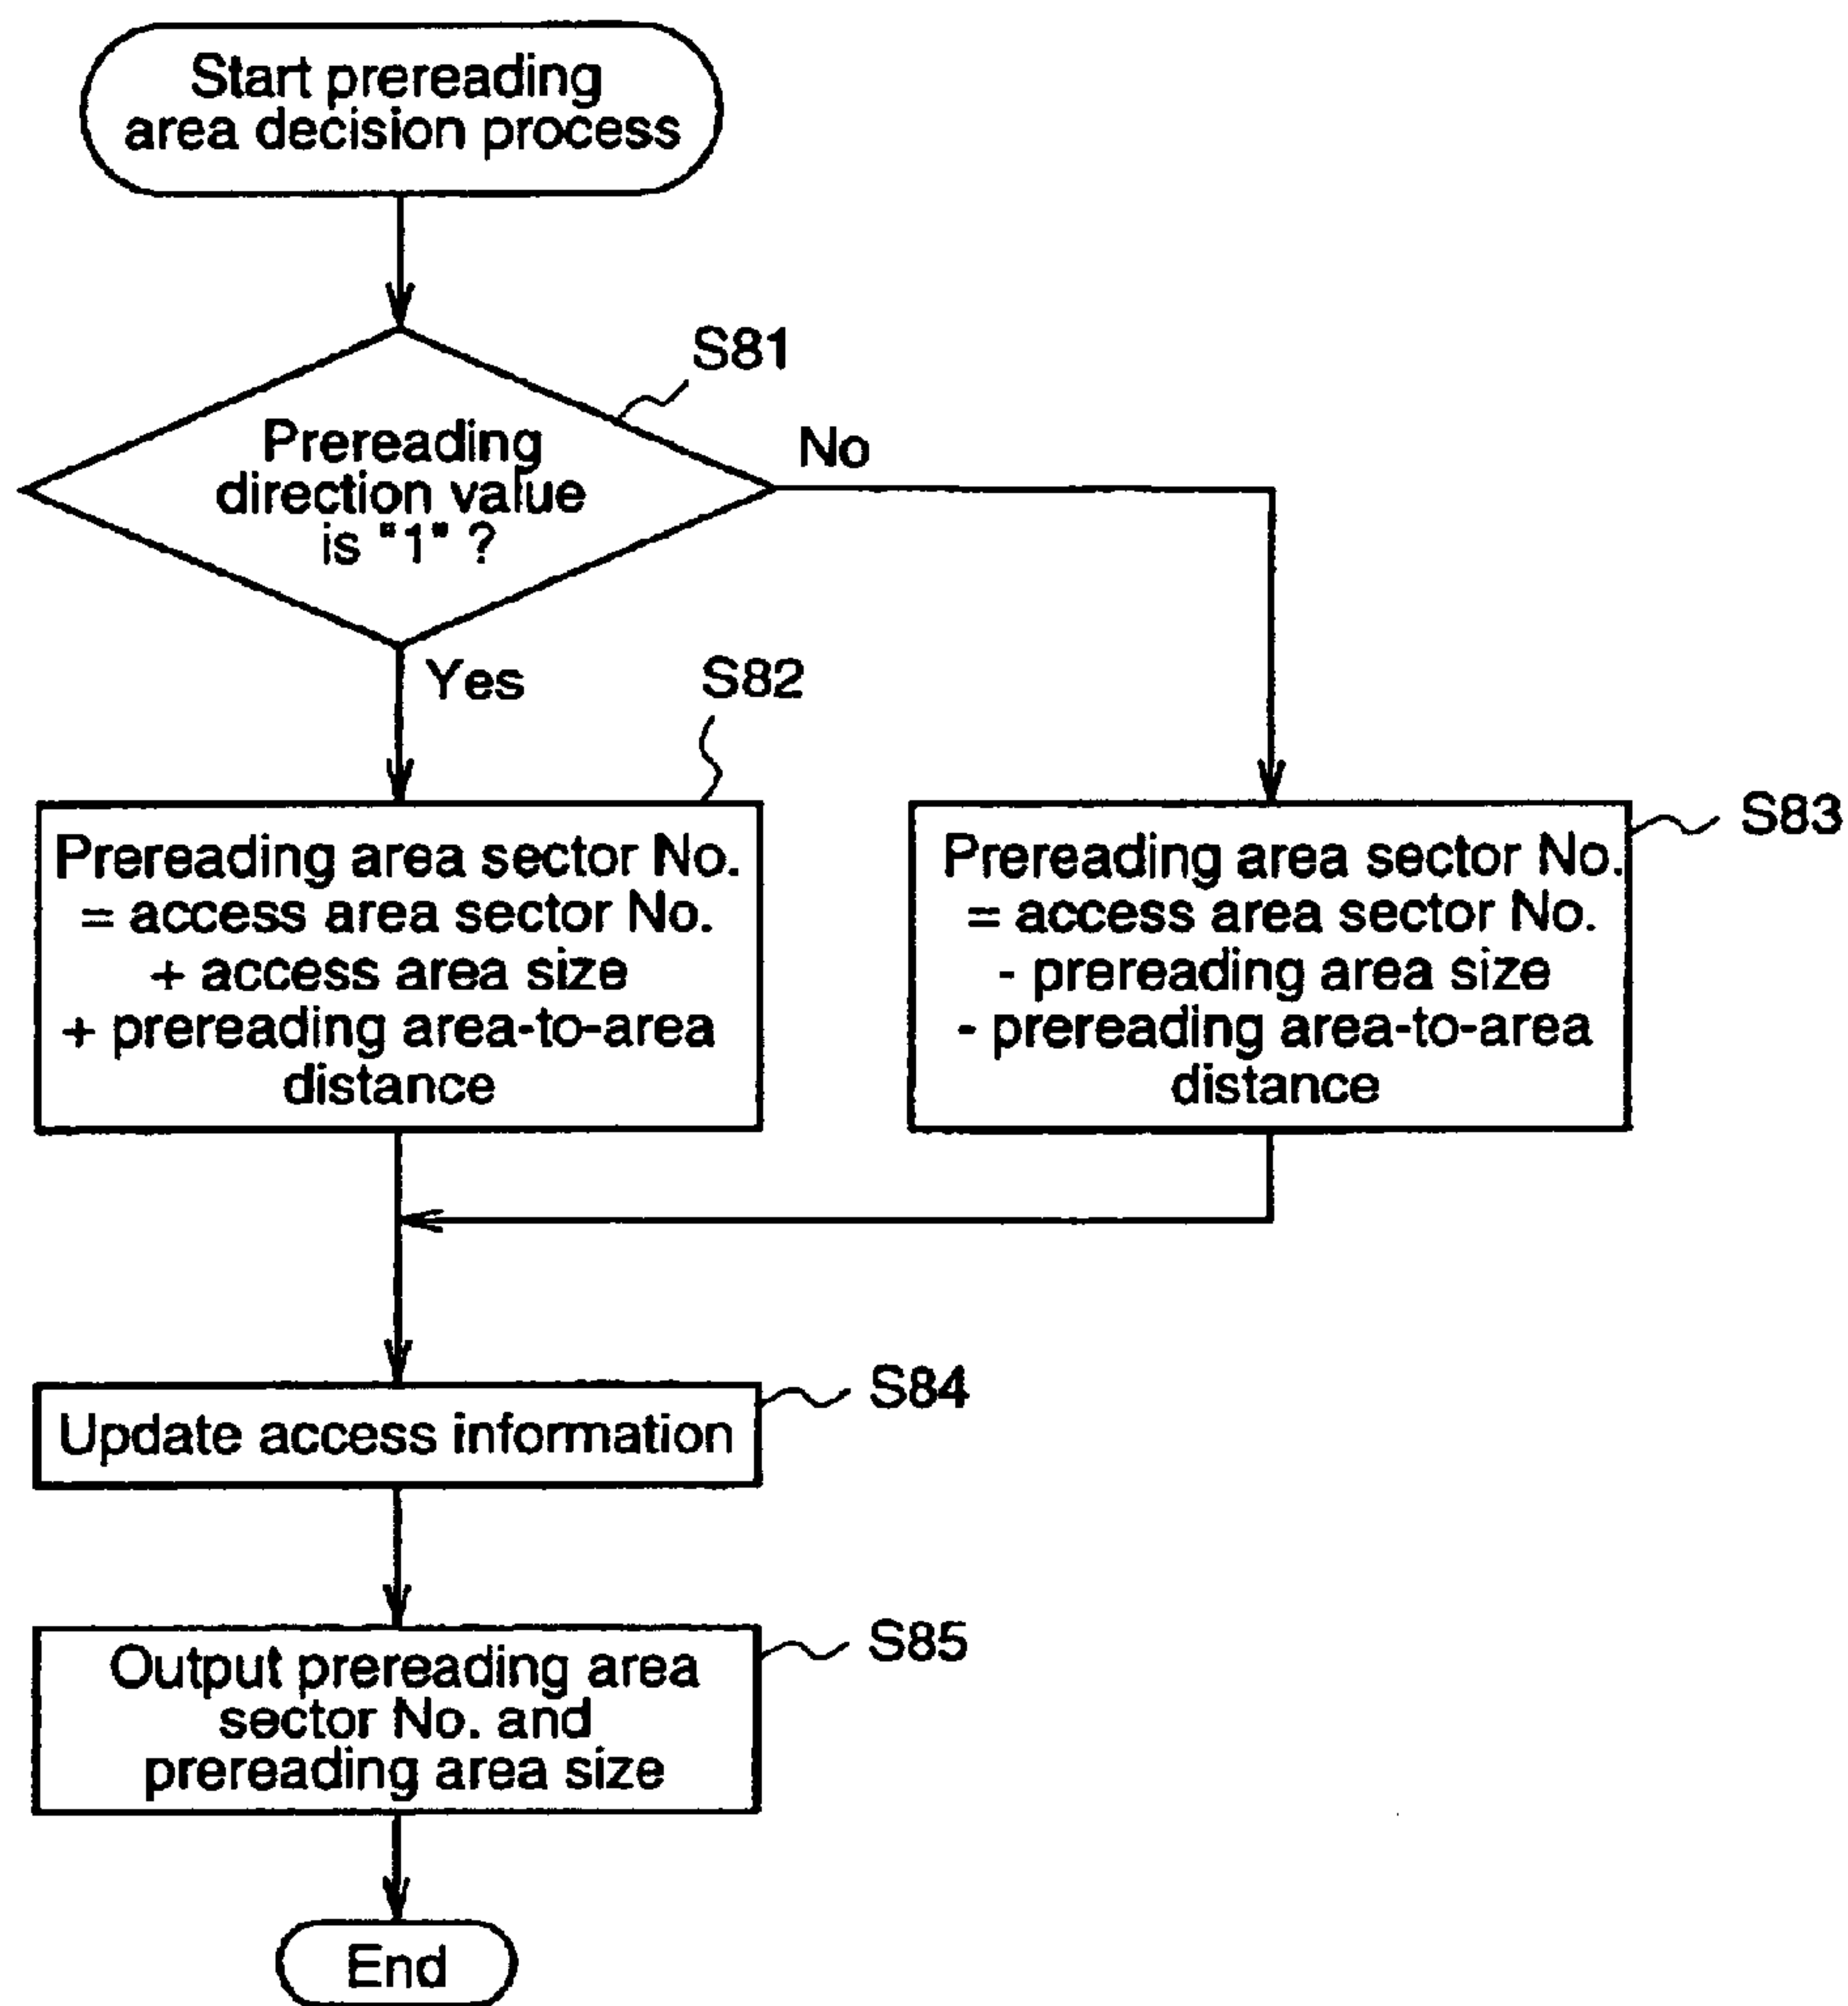 Start prereading
area decision process
S81
Prereading
direction value
is "1" ?
No
Yes
S82
Prereading area sector No.
= access area sector No.
+ access area size
+ prereading area-to-area
distance
S83
Prereading area sector No.
= access area sector No.
- prereading area size
- prereading area-to-area
distance
S84
Update access information
S85
Output prereading area
sector No. and
prereading area size
End